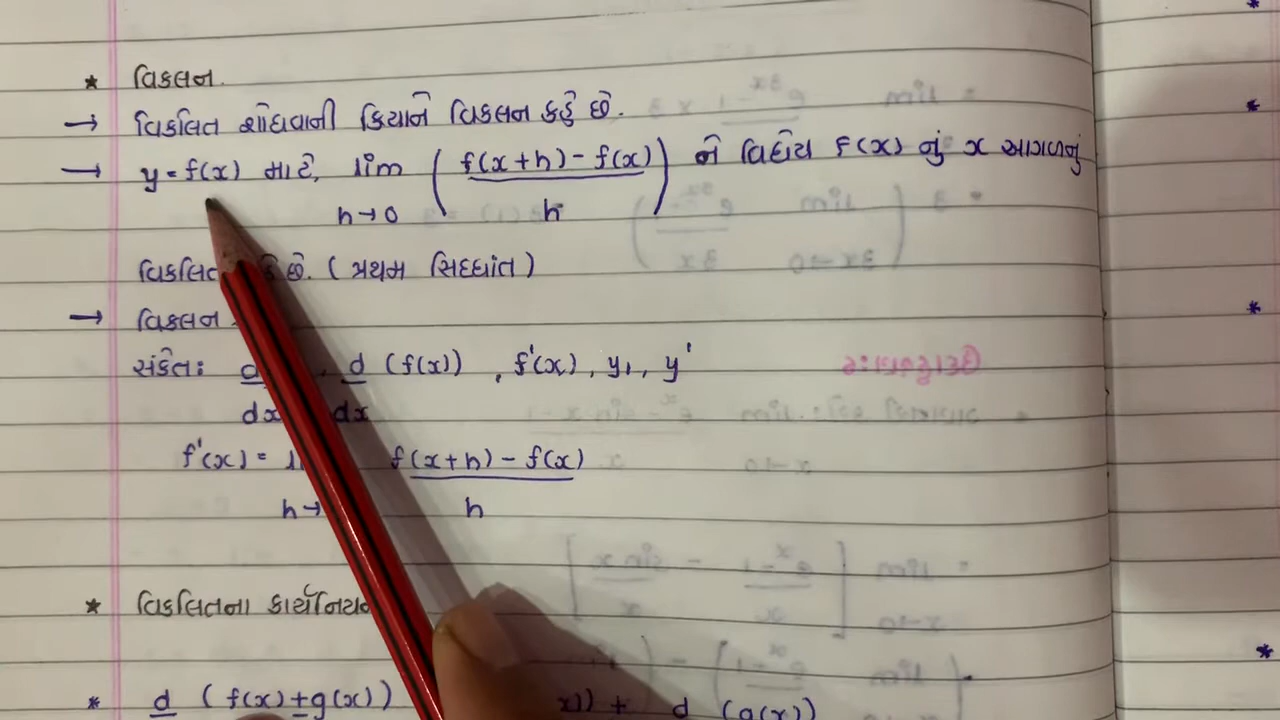 * વિકલન.
→ વિકલિત શોધવાની ક્રિયાને વિકલન કહે છે.
→ y = f(x) માટે, lim ( f(x+h) - f(x) ) ને વિધેય f(x) નું x આગળનું
h→0 h
વિકલિત છે. (પ્રથમ સિધ્ધાંત)
→ વિકલન
સંકેત: , d (f(x)) , f'(x), y₁, y'
dx dx
f'(x) = f(x+h) - f(x)
h→ h
* વિકલિતના
* d (f(x)+g(x)) x)) + d (g(x))